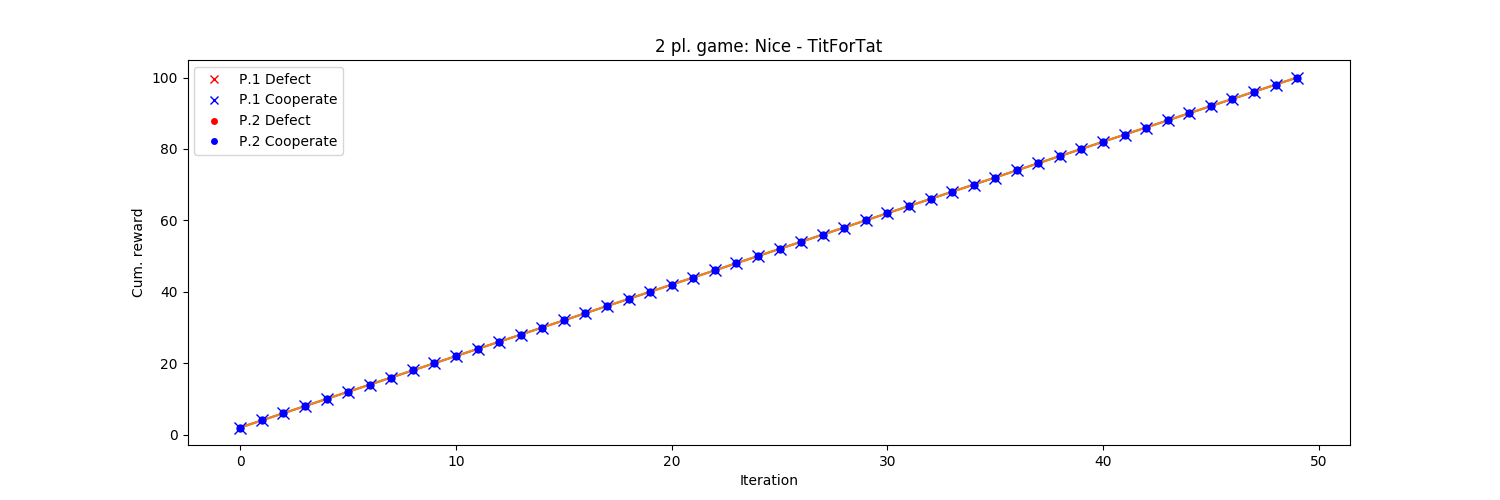 2 pl. game: Nice - TitForTat
P.1 Defect
P.1 Cooperate
P.2 Defect
P.2 Cooperate
100
80
60
40
20
0
Cum. reward
0 10 20 30 40 50
Iteration